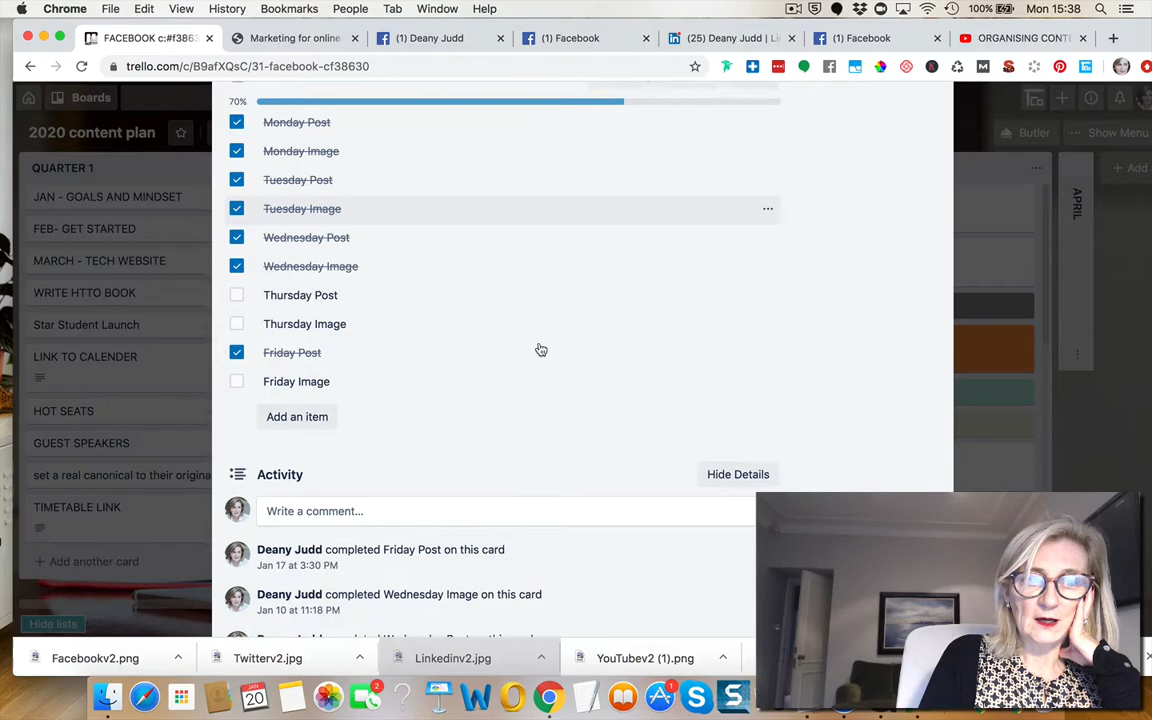 Chrome File Edit View History Bookmarks People Tab Window Help 100% Mon 15:38
FACEBOOK c:#f3863
Marketing for online
(1) Deany Judd
(1) Facebook
(25) Deany Judd | Li
(1) Facebook
ORGANISING CONT
trello.com/c/B9afXQsC/31-facebook-cf38630
Boards
2020 content plan
Butler
Show Menu
QUARTER 1
JAN - GOALS AND MINDSET
FEB- GET STARTED
MARCH - TECH WEBSITE
WRITE HTTO BOOK
Star Student Launch
LINK TO CALENDER
HOT SEATS
GUEST SPEAKERS
set a real canonical to their origina
TIMETABLE LINK
+ Add another card
Hide lists
70%
Monday Post
Monday Image
Tuesday Post
Tuesday Image
Wednesday Post
Wednesday Image
Thursday Post
Thursday Image
Friday Post
Friday Image
Add an item
Activity
Hide Details
Write a comment...
Deany Judd completed Friday Post on this card
Jan 17 at 3:30 PM
Deany Judd completed Wednesday Image on this card
Jan 10 at 11:18 PM
APRIL
+ Add
Facebookv2.png
Twitterv2.jpg
Linkedinv2.jpg
YOUTubev2 (1).png
JAN
20
2
1